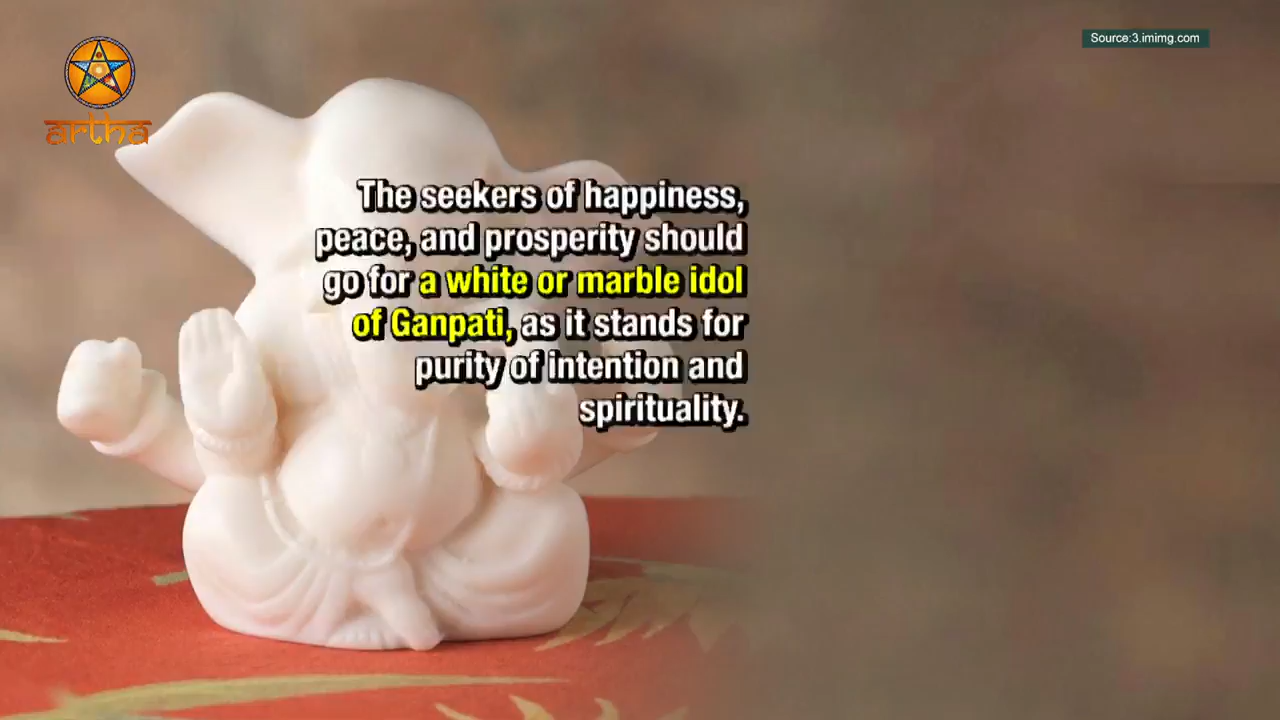 artha
Source:3.imimg.com
The seekers of happiness,
peace, and prosperity should
go for a white or marble idol
of Ganpati, as it stands for
purity of intention and
spirituality.